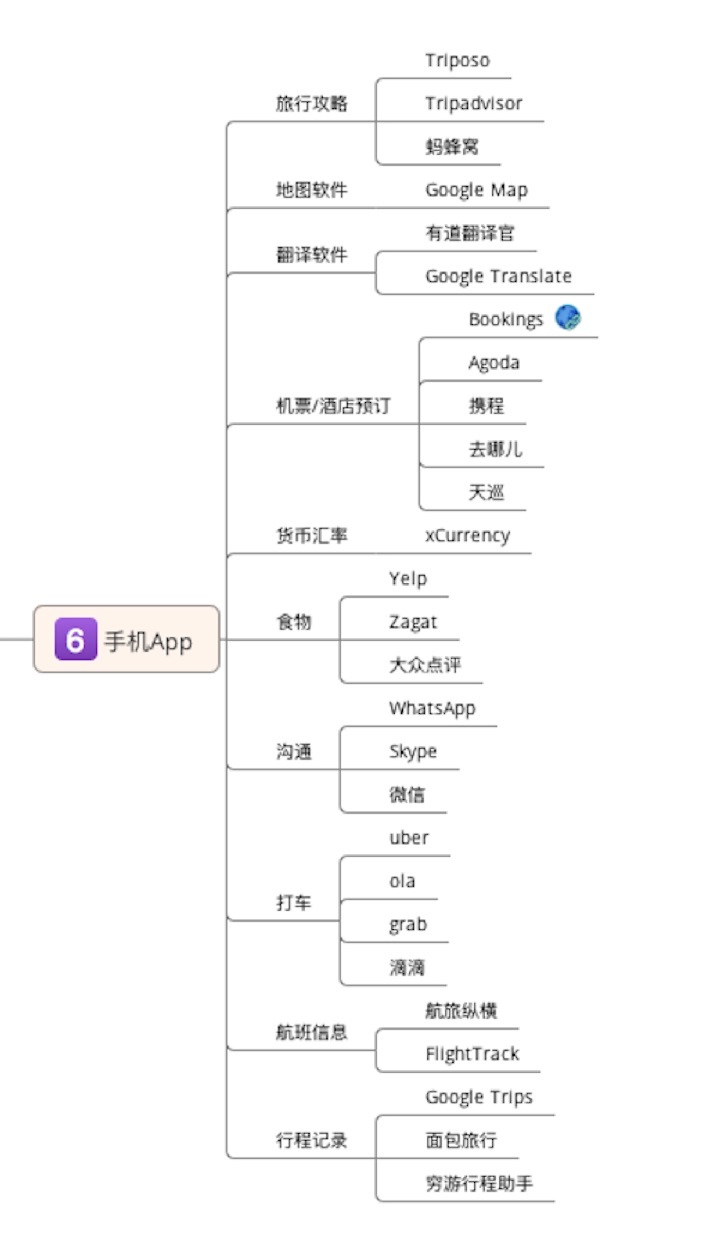 6 手机App
旅行攻略
Triposo
Tripadvisor
蚂蜂窝
地图软件
Google Map
翻译软件
有道翻译官
Google Translate
机票/酒店预订
Bookings
Agoda
携程
去哪儿
天巡
货币汇率
xCurrency
食物
Yelp
Zagat
大众点评
沟通
WhatsApp
Skype
微信
打车
uber
ola
grab
滴滴
航班信息
航旅纵横
FlightTrack
行程记录
Google Trips
面包旅行
穷游行程助手